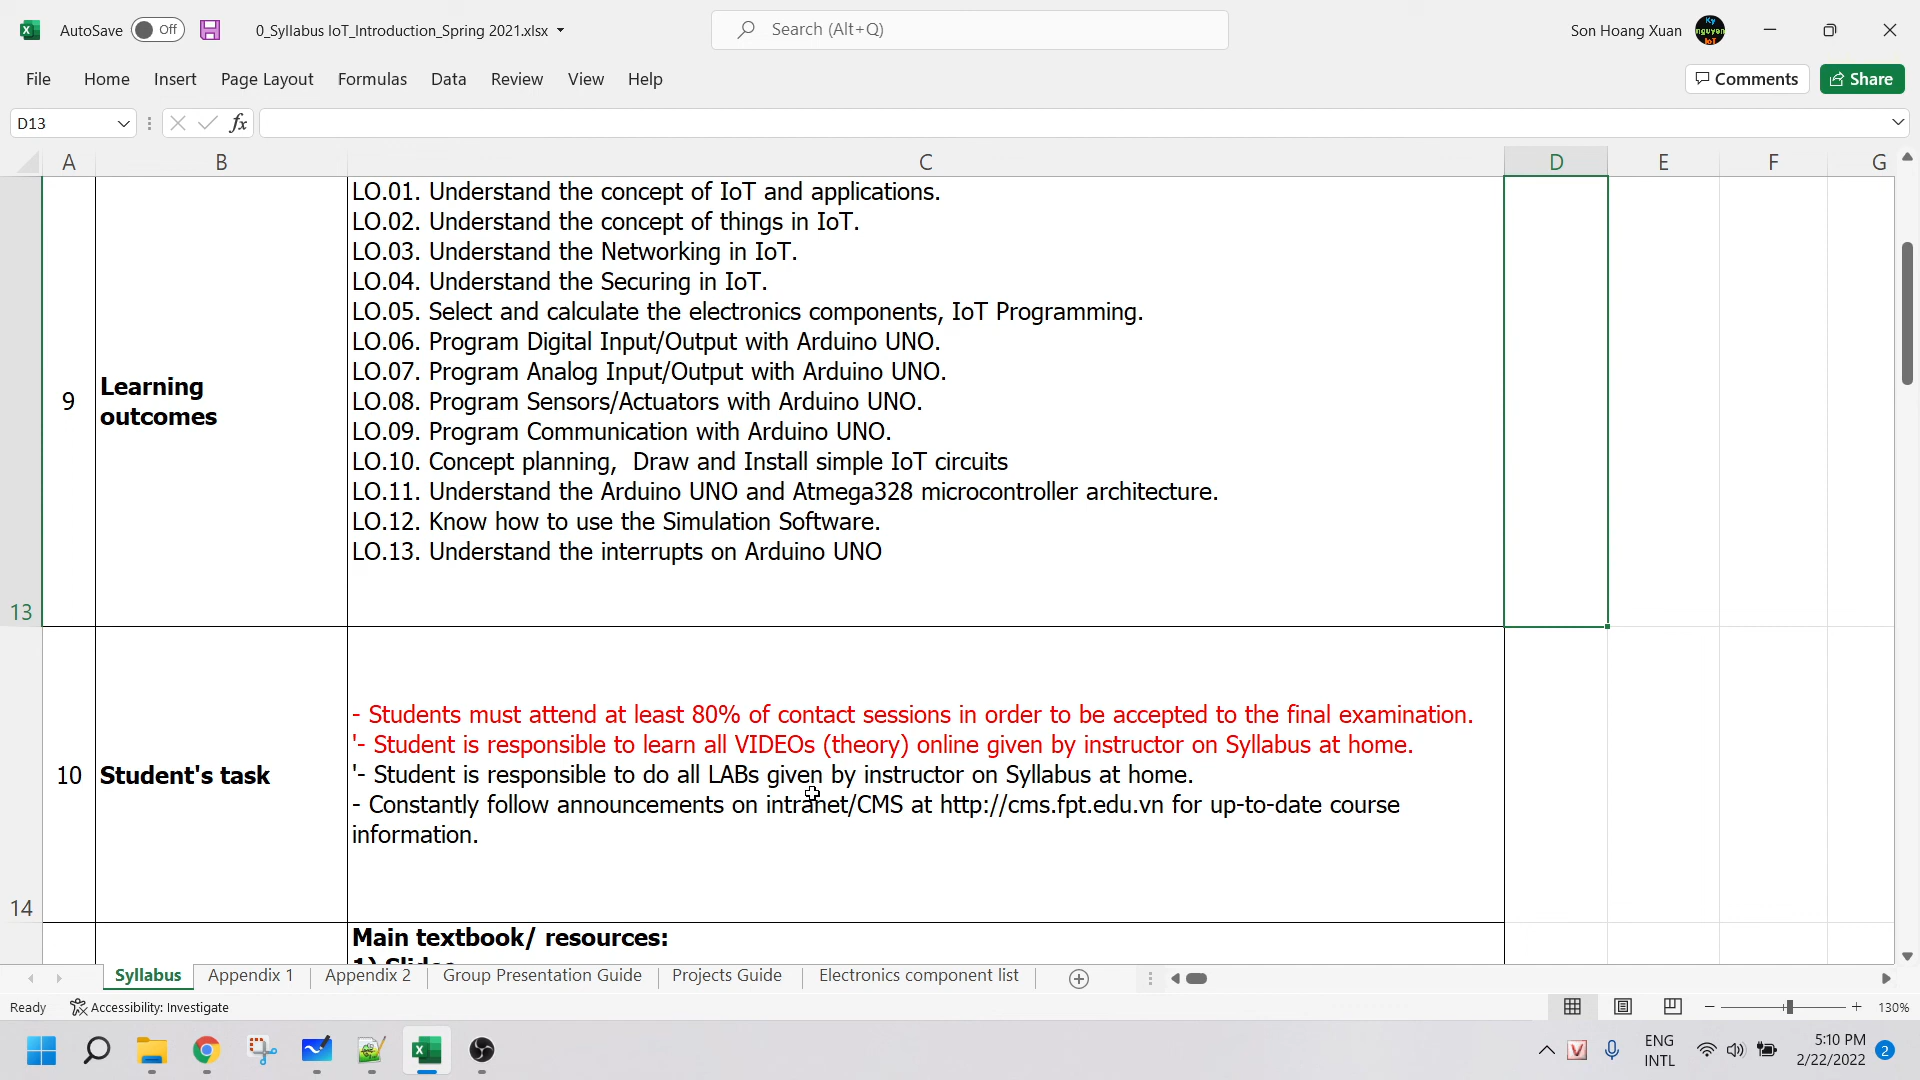 AutoSave Off 0_Syllabus IoT_Introduction_Spring 2021.xlsx Search (Alt+Q) Son Hoang Xuan Ky nguyen IoT
File Home Insert Page Layout Formulas Data Review View Help Comments Share
D13 fx
A B C D E F G
LO.01. Understand the concept of IoT and applications.
LO.02. Understand the concept of things in IoT.
LO.03. Understand the Networking in IoT.
LO.04. Understand the Securing in IoT.
LO.05. Select and calculate the electronics components, IoT Programming.
LO.06. Program Digital Input/Output with Arduino UNO.
LO.07. Program Analog Input/Output with Arduino UNO.
9 Learning
outcomes
LO.08. Program Sensors/Actuators with Arduino UNO.
LO.09. Program Communication with Arduino UNO.
LO.10. Concept planning,  Draw and Install simple IoT circuits
LO.11. Understand the Arduino UNO and Atmega328 microcontroller architecture.
LO.12. Know how to use the Simulation Software.
LO.13. Understand the interrupts on Arduino UNO
13
- Students must attend at least 80% of contact sessions in order to be accepted to the final examination.
'- Student is responsible to learn all VIDEOs (theory) online given by instructor on Syllabus at home.
10 Student's task
'- Student is responsible to do all LABs given by instructor on Syllabus at home.
- Constantly follow announcements on intranet/CMS at http://cms.fpt.edu.vn for up-to-date course
information.
14
Main textbook/ resources:
1) Slides
Syllabus Appendix 1 Appendix 2 Group Presentation Guide Projects Guide Electronics component list
Ready Accessibility: Investigate 130%
ENG
INTL
5:10 PM
2/22/2022
2